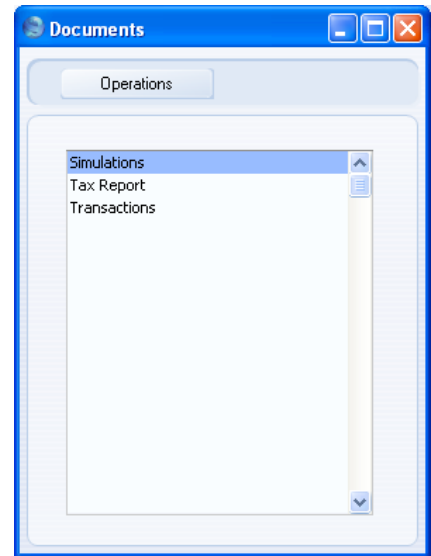 Documents
Operations
Simulations
Tax Report
Transactions